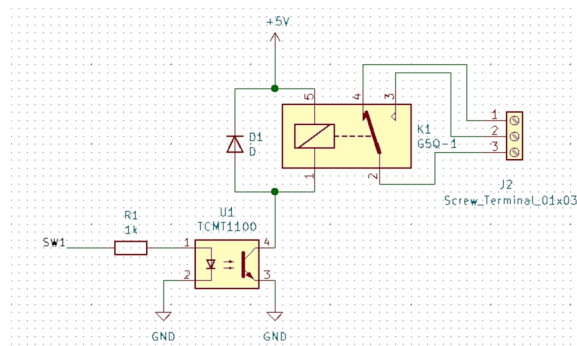 +5V
5
4
3
D1
D
K1
G5Q-1
1
2
1
2
3
J2
Screw_Terminal_01x03
R1
1k
U1
TCMT1100
SW1
1
4
2
3
GND
GND